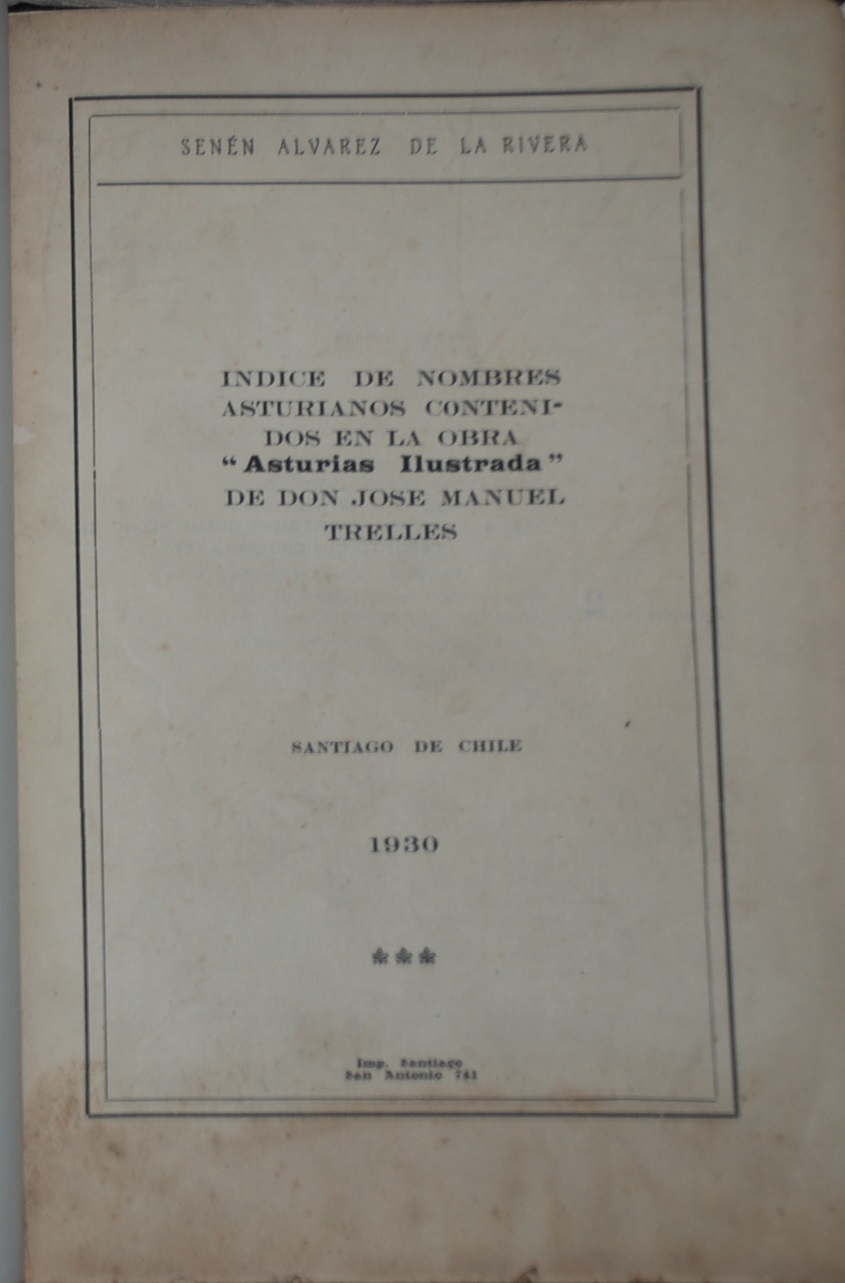 SENÉN ALVAREZ DE LA RIVERA
INDICE DE NOMBRES
ASTURIANOS CONTENI-
DOS EN LA OBRA
“Asturias Ilustrada”
DE DON JOSE MANUEL
TRELLES
SANTIAGO DE CHILE
1930
Imp. Santiago
San Antonio 741